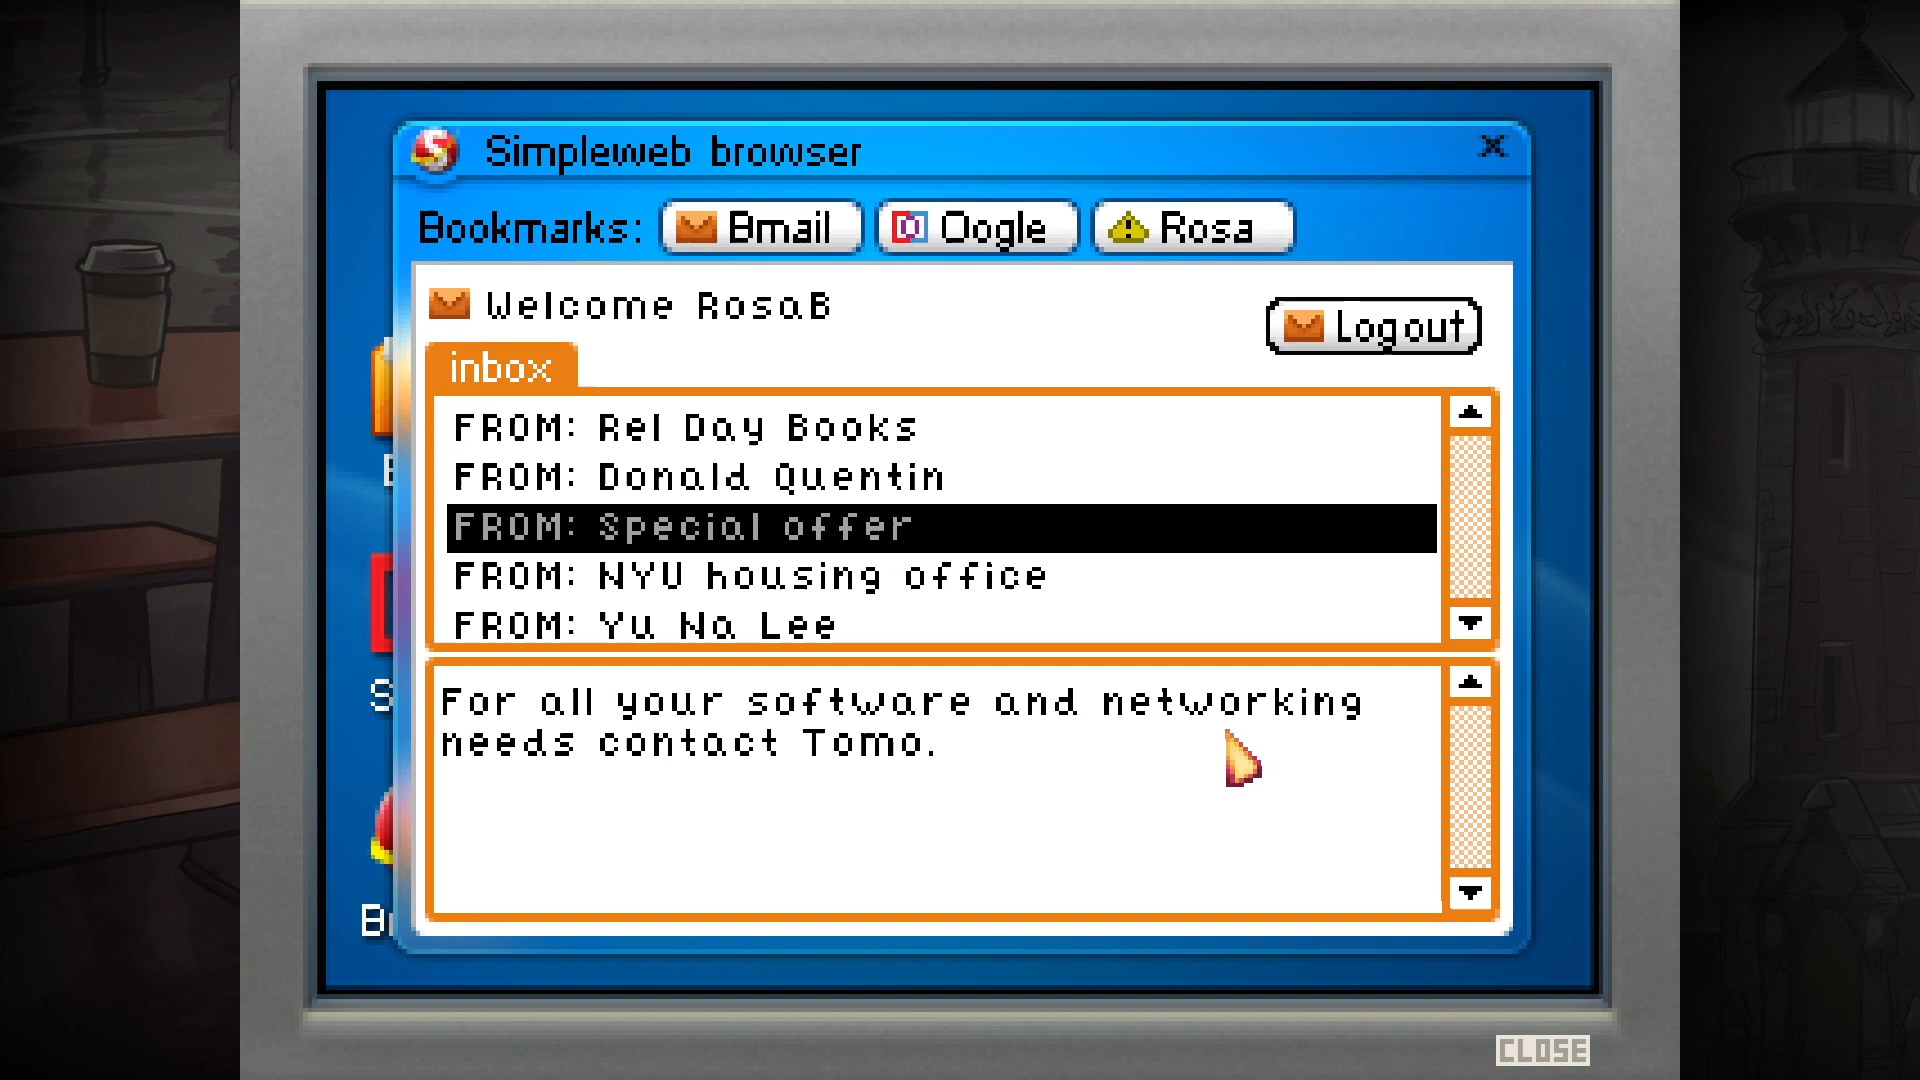 Simpleweb browser
Bookmarks: Bmail Oogle Rosa
Welcome RosaB
Logout
inbox
FROM: Rel Day Books
FROM: Donald Quentin
FROM: Special offer
FROM: NYU housing office
FROM: Yu Na Lee
For all your software and networking
needs contact Tomo.
CLOSE